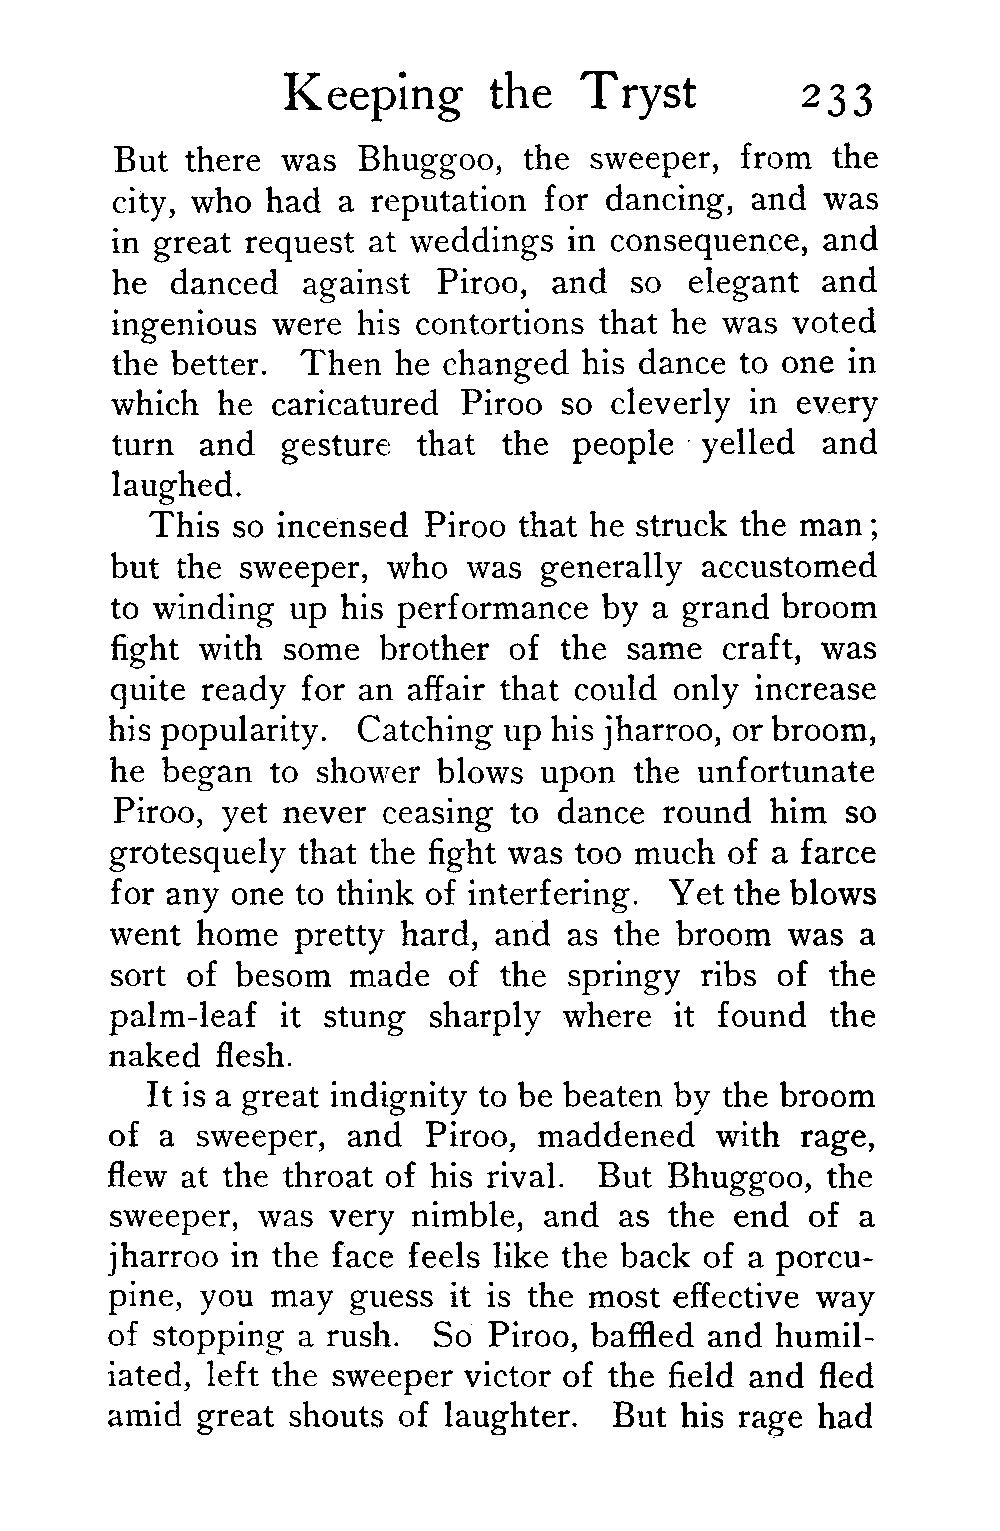 Keeping the Tryst 233
But there was Bhuggoo, the sweeper, from the
city, who had a reputation for dancing, and was
in great request at weddings in consequence, and
he danced against Piroo, and so elegant and
ingenious were his contortions that he was voted
the better. Then he changed his dance to one in
which he caricatured Piroo so cleverly in every
turn and gesture that the people yelled and
laughed.
This so incensed Piroo that he struck the man;
but the sweeper, who was generally accustomed
to winding up his performance by a grand broom
fight with some brother of the same craft, was
quite ready for an affair that could only increase
his popularity. Catching up his jharroo, or broom,
he began to shower blows upon the unfortunate
Piroo, yet never ceasing to dance round him so
grotesquely that the fight was too much of a farce
for any one to think of interfering. Yet the blows
went home pretty hard, and as the broom was a
sort of besom made of the springy ribs of the
palm-leaf it stung sharply where it found the
naked flesh.
It is a great indignity to be beaten by the broom
of a sweeper, and Piroo, maddened with rage,
flew at the throat of his rival. But Bhuggoo, the
sweeper, was very nimble, and as the end of a
jharroo in the face feels like the back of a porcu-
pine, you may guess it is the most effective way
of stopping a rush. So Piroo, baffled and humil-
iated, left the sweeper victor of the field and fled
amid great shouts of laughter. But his rage had